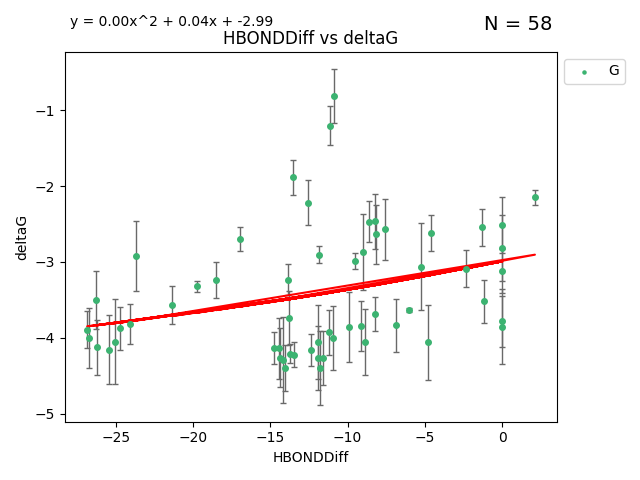 y = 0.00x^2 + 0.04x + -2.99
N = 58
HBONDDiff vs deltaG
G
deltaG
−1
−2
−3
−4
−5
−25
−20
−15
−10
−5
0
HBONDDiff